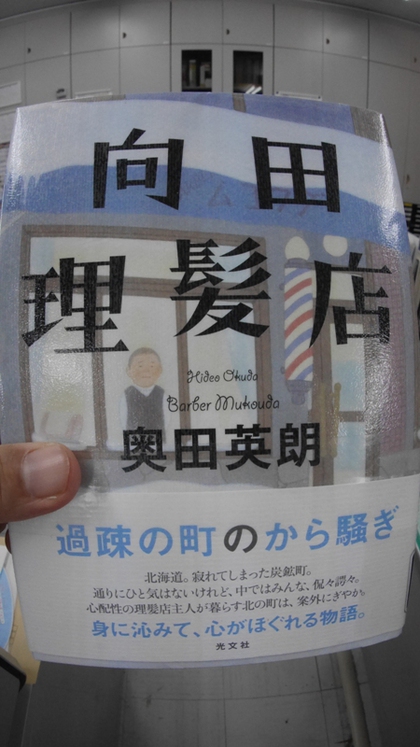 向田
理髪店
Hideo Okuda
Barber Mukouda
奥田英朗
過疎の町のから騒ぎ
北海道。寂れてしまった炭鉱町。
通りにひと気はないけれど、中ではみんな、侃々諤々。
心配性の理髪店主人が暮らす北の町は、案外にぎやか。
身に沁みて、心がほぐれる物語。
光文社